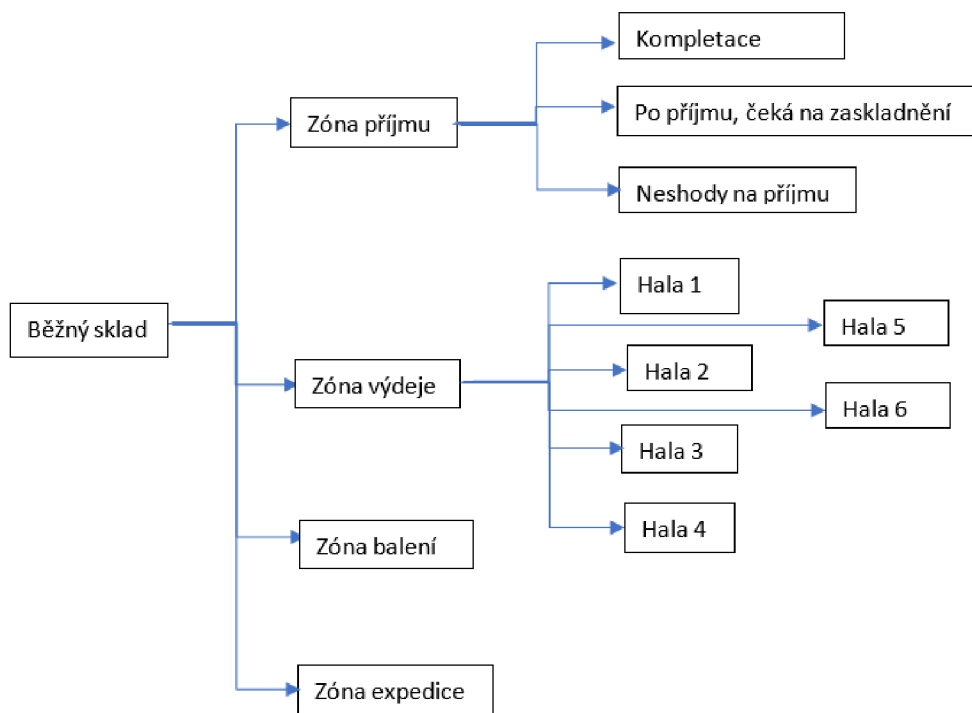 Kompletace
Zóna příjmu
Po příjmu, čeká na zaskladnění
Neshody na příjmu
Hala 1
Běžný sklad
Hala 5
Zóna výdeje
Hala 2
Hala 6
Hala 3
Hala 4
Zóna balení
Zóna expedice